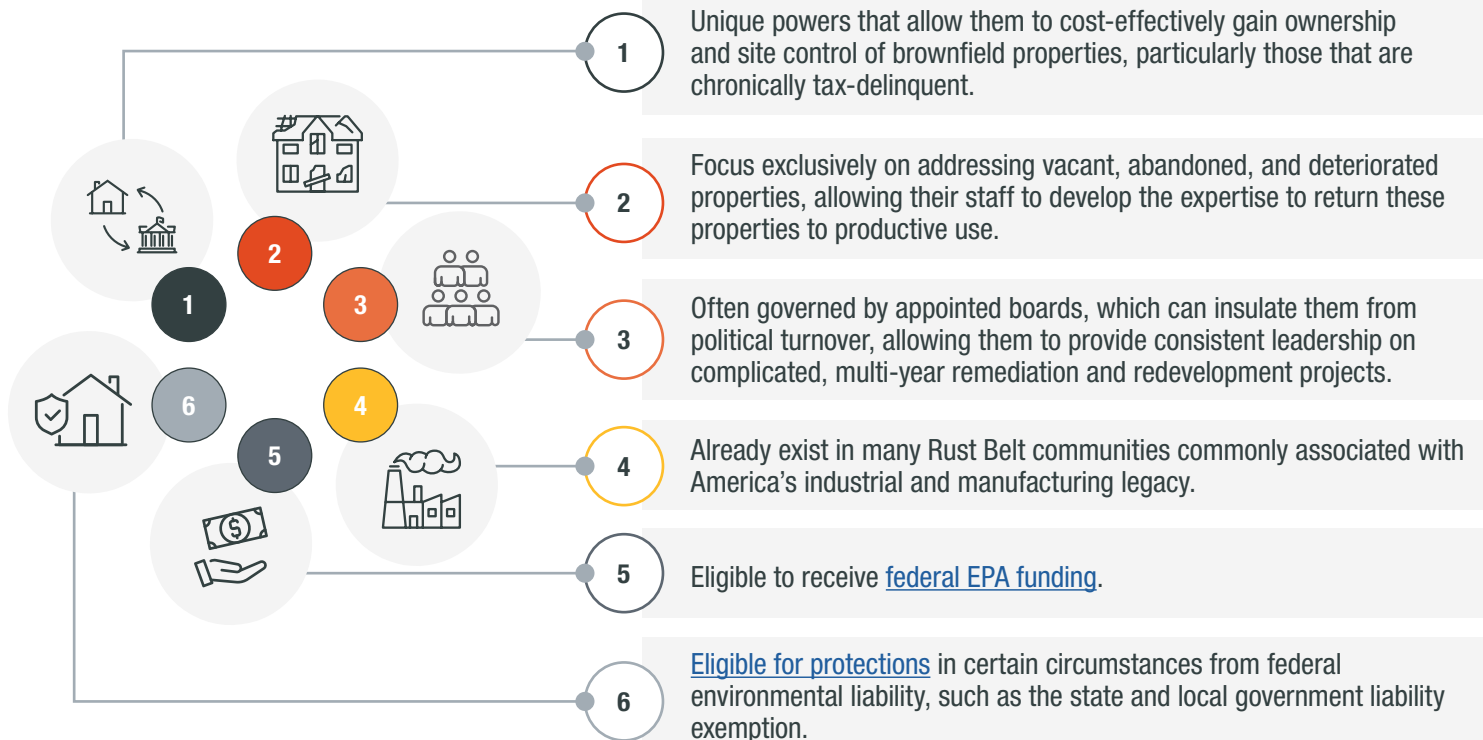 1
Unique powers that allow them to cost-effectively gain ownership
and site control of brownfield properties, particularly those that are
chronically tax-delinquent.
2
Focus exclusively on addressing vacant, abandoned, and deteriorated
properties, allowing their staff to develop the expertise to return these
properties to productive use.
3
Often governed by appointed boards, which can insulate them from
political turnover, allowing them to provide consistent leadership on
complicated, multi-year remediation and redevelopment projects.
4
Already exist in many Rust Belt communities commonly associated with
America’s industrial and manufacturing legacy.
5
Eligible to receive federal EPA funding.
6
Eligible for protections in certain circumstances from federal
environmental liability, such as the state and local government liability
exemption.
1
2
3
4
5
6
$